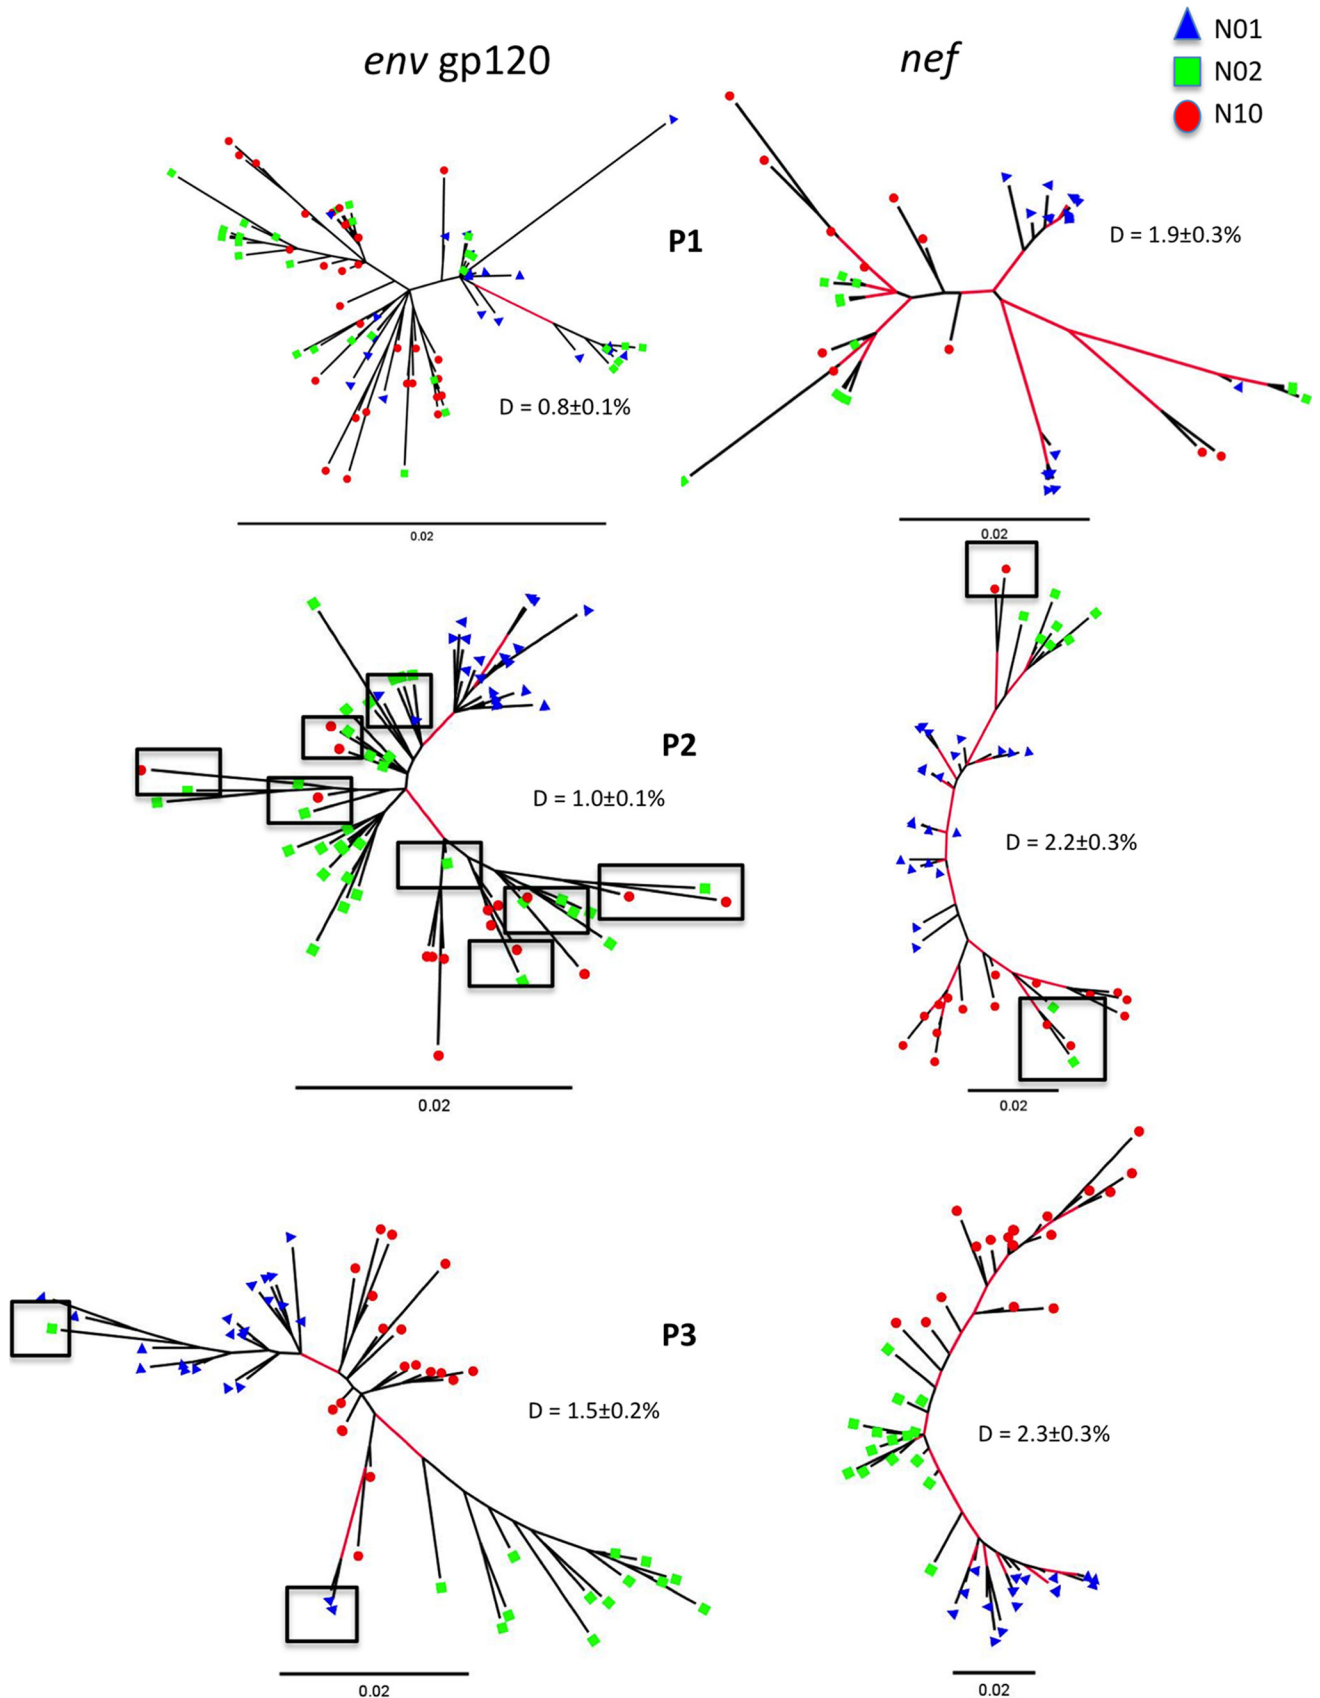 env gp120
nef
N01
N02
N10
P1
D = 1.9±0.3%
D = 0.8±0.1%
0.02
0.02
P2
D = 1.0±0.1%
D = 2.2±0.3%
0.02
0.02
P3
D = 1.5±0.2%
D = 2.3±0.3%
0.02
0.02